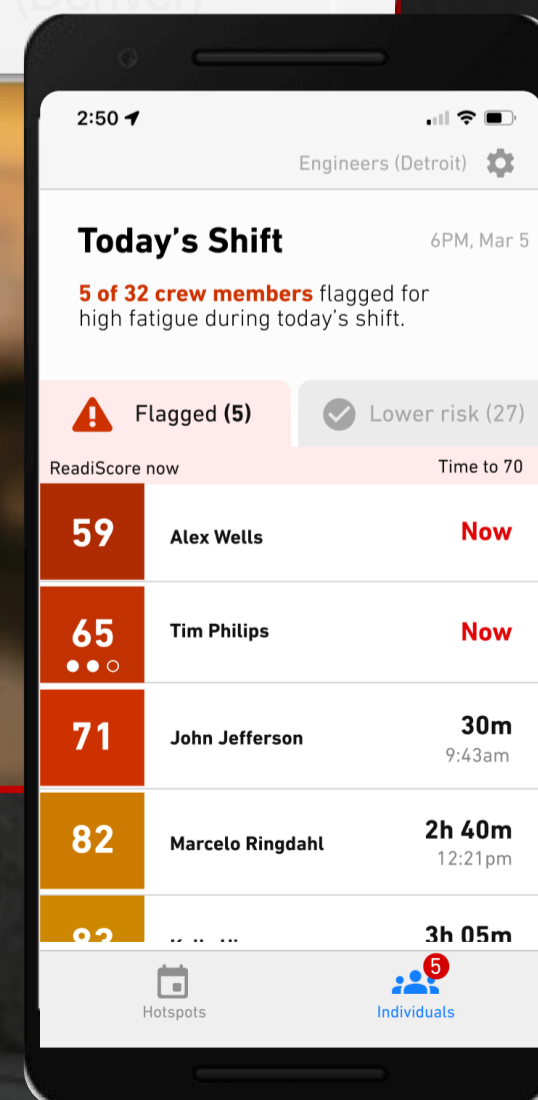 (Denver)
2:50
Engineers (Detroit)
Today's Shift
6PM, Mar 5
5 of 32 crew members flagged for
high fatigue during today's shift.
Flagged (5)
Lower risk (27)
ReadiScore now
Time to 70
59
Alex Wells
Now
65
Tim Philips
Now
71
John Jefferson
30m
9:43am
82
Marcelo Ringdahl
2h 40m
12:21pm
3h 05m
5
Hotspots
Individuals